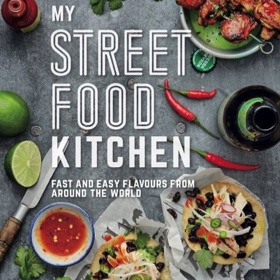 MY
STREET
FOOD
KITCHEN
FAST AND EASY FLAVOURS FROM
AROUND THE WORLD